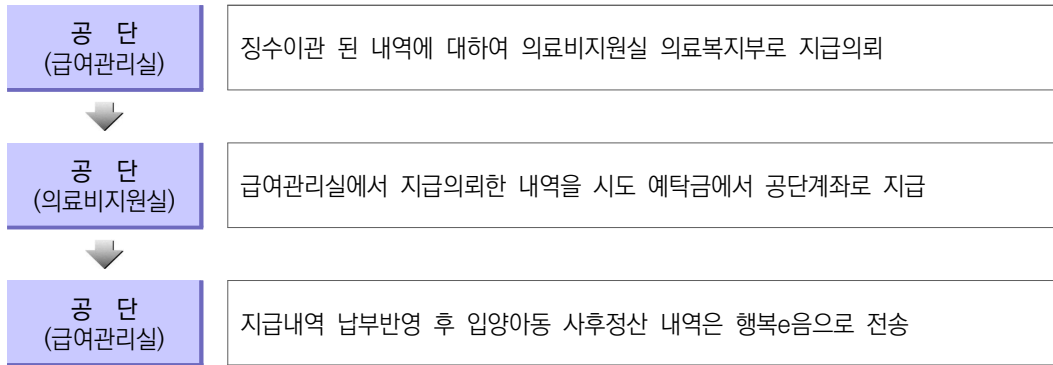 공 단
(급여관리실)
징수이관 된 내역에 대하여 의료비지원실 의료복지부로 지급의뢰
공 단
(의료비지원실)
급여관리실에서 지급의뢰한 내역을 시도 예탁금에서 공단계좌로 지급
공 단
(급여관리실)
지급내역 납부반영 후 입양아동 사후정산 내역은 행복e음으로 전송